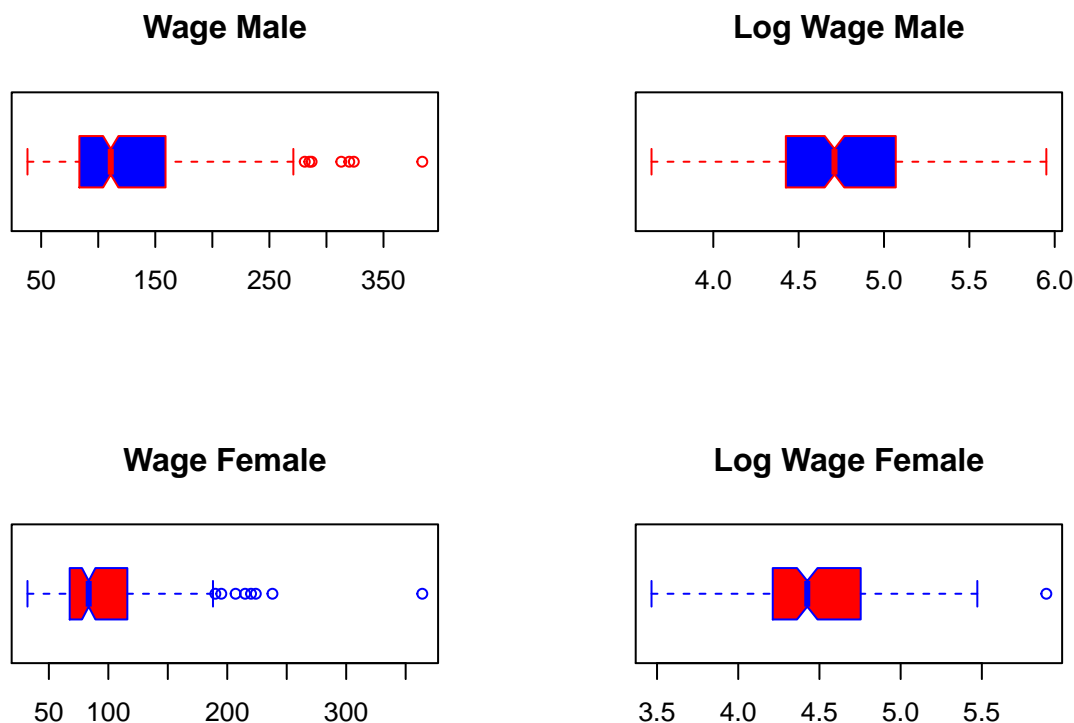 Wage Male
50 150 250 350
Log Wage Male
4.0 4.5 5.0 5.5 6.0
Wage Female
50 100 200 300
Log Wage Female
3.5 4.0 4.5 5.0 5.5